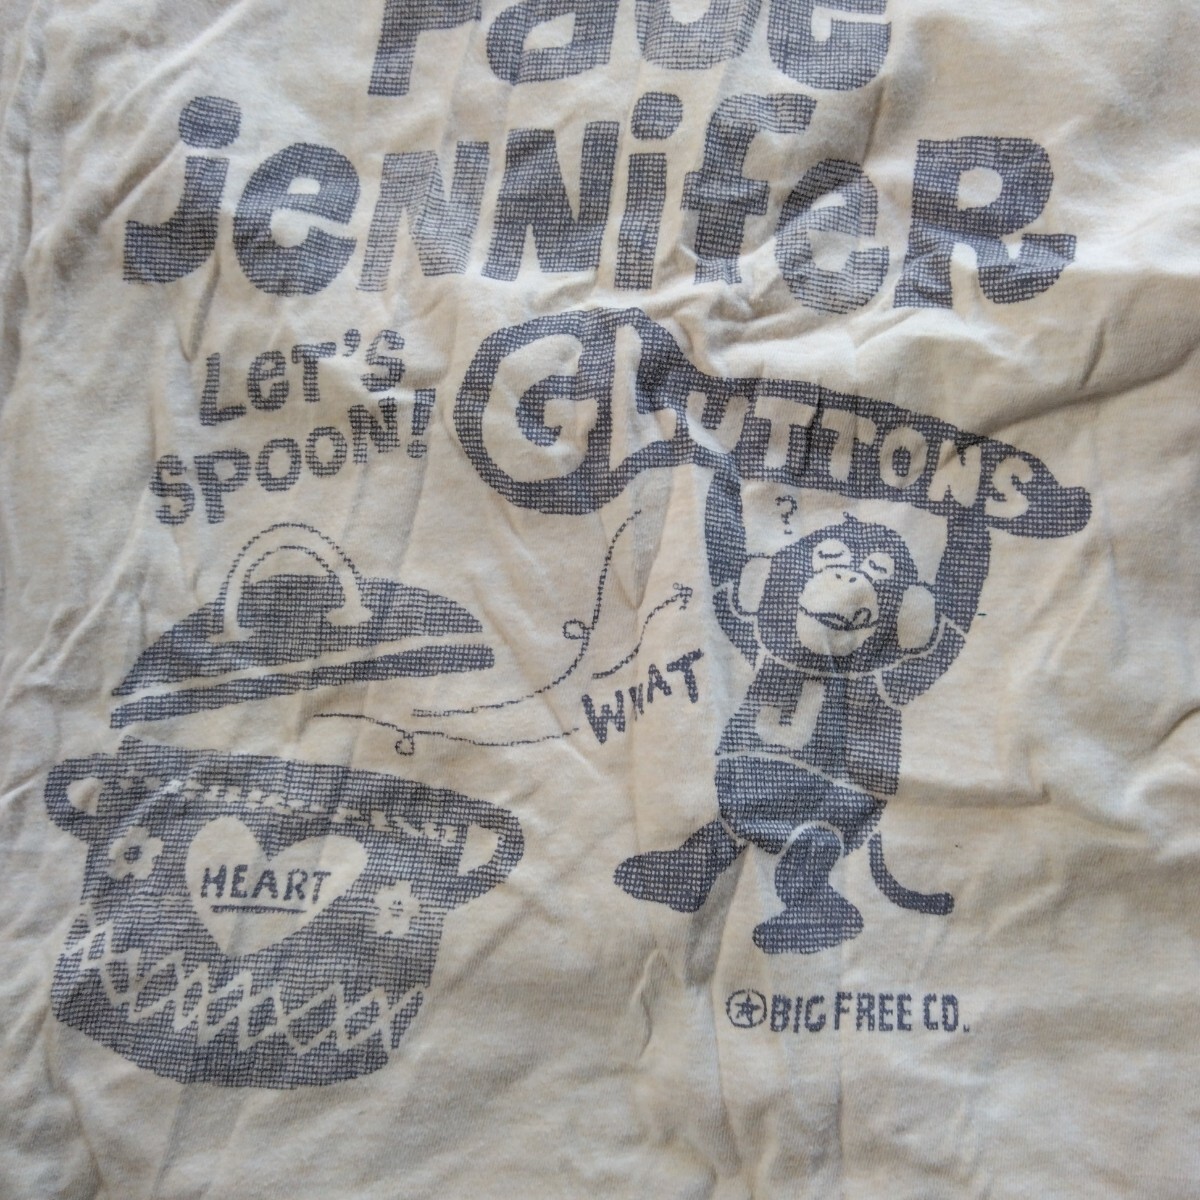 jeNNifeR
LeT'S
SPOON!
GLUTTONS
?
WHAT
J
HEART
BIG FREE CO.